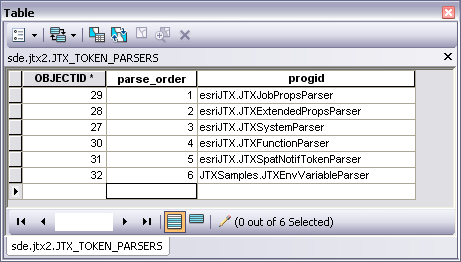 Table
sde.jtx2.JTX_TOKEN_PARSERS
OBJECTID * parse_order progid
29 1 esriJTX.JTXJobPropsParser
28 2 esriJTX.JTXExtendedPropsParser
27 3 esriJTX.JTXSystemParser
30 4 esriJTX.JTXFunctionParser
31 5 esriJTX.JTXSpatNotifTokenParser
32 6 JTXSamples.JTXEnvVariableParser
(0 out of 6 Selected)
sde.jtx2.JTX_TOKEN_PARSERS